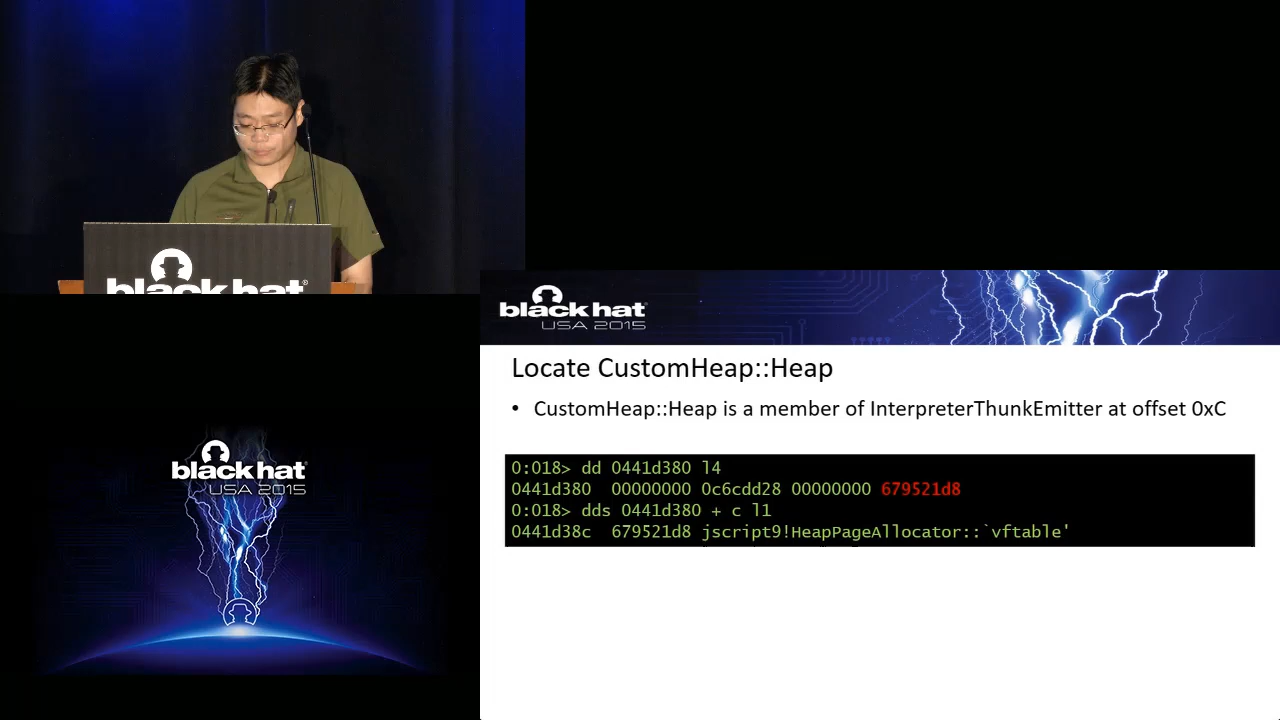 black hat
black hat
USA 2015
Locate CustomHeap::Heap
• CustomHeap::Heap is a member of InterpreterThunkEmitter at offset 0xC
0:018> dd 0441d380 l4
0441d380  00000000 0c6cdd28 00000000 679521d8
0:018> dds 0441d380 + c l1
0441d38c  679521d8 jscript9!HeapPageAllocator::`vftable'
black hat
USA 2015